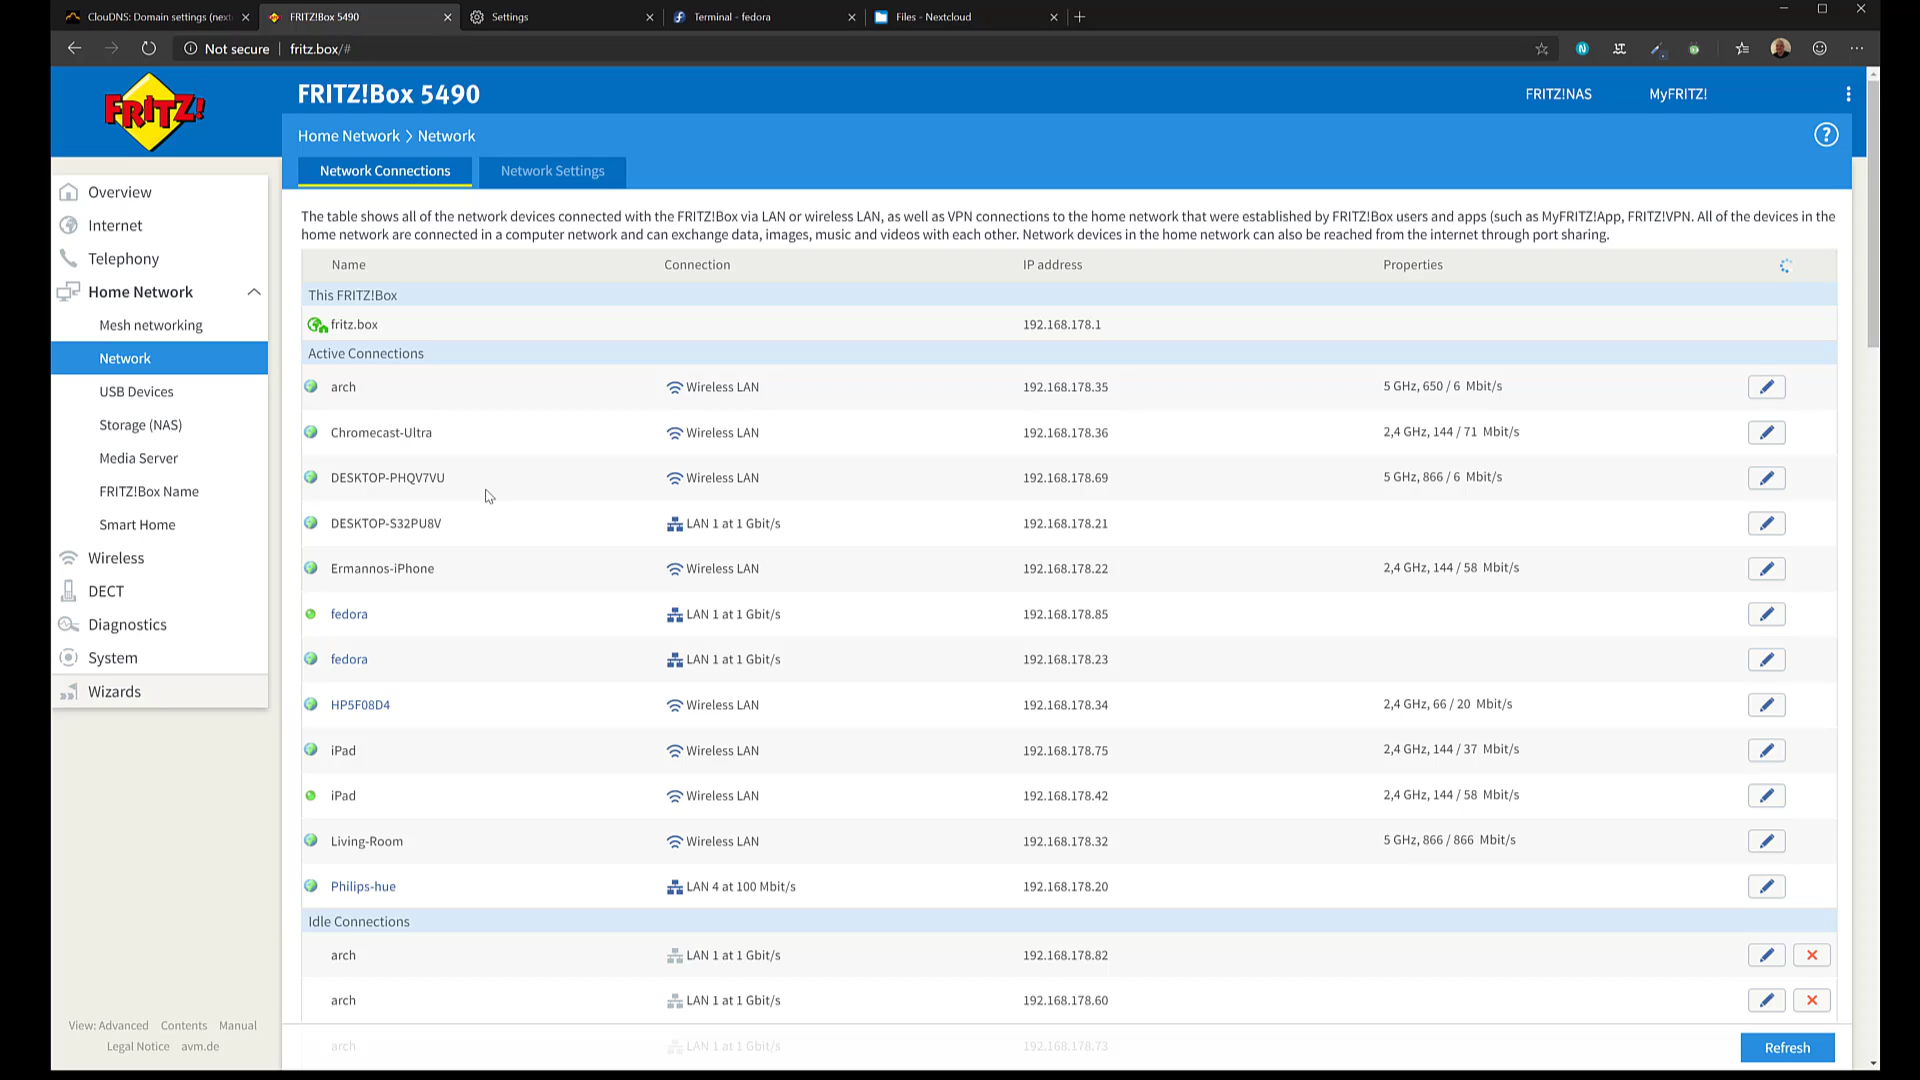 ClouDNS: Domain settings (next
FRITZ!Box 5490
Settings
Terminal - fedora
Files - Nextcloud
Not secure
fritz.box/#
FRITZ!
FRITZ!Box 5490
FRITZ!NAS
MyFRITZ!
Home Network > Network
Network Connections
Network Settings
Overview
Internet
Telephony
Home Network
Mesh networking
Network
USB Devices
Storage (NAS)
Media Server
FRITZ!Box Name
Smart Home
Wireless
DECT
Diagnostics
System
Wizards
View: Advanced Contents Manual
Legal Notice avm.de
The table shows all of the network devices connected with the FRITZ!Box via LAN or wireless LAN, as well as VPN connections to the home network that were established by FRITZ!Box users and apps (such as MyFRITZ!App, FRITZ!VPN. All of the devices in the
home network are connected in a computer network and can exchange data, images, music and videos with each other. Network devices in the home network can also be reached from the internet through port sharing.
Name Connection IP address Properties
This FRITZ!Box
fritz.box 192.168.178.1
Active Connections
arch Wireless LAN 192.168.178.35 5 GHz, 650 / 6 Mbit/s
Chromecast-Ultra Wireless LAN 192.168.178.36 2,4 GHz, 144 / 71 Mbit/s
DESKTOP-PHQV7VU Wireless LAN 192.168.178.69 5 GHz, 866 / 6 Mbit/s
DESKTOP-S32PU8V LAN 1 at 1 Gbit/s 192.168.178.21
Ermannos-iPhone Wireless LAN 192.168.178.22 2,4 GHz, 144 / 58 Mbit/s
fedora LAN 1 at 1 Gbit/s 192.168.178.85
fedora LAN 1 at 1 Gbit/s 192.168.178.23
HP5F08D4 Wireless LAN 192.168.178.34 2,4 GHz, 66 / 20 Mbit/s
iPad Wireless LAN 192.168.178.75 2,4 GHz, 144 / 37 Mbit/s
iPad Wireless LAN 192.168.178.42 2,4 GHz, 144 / 58 Mbit/s
Living-Room Wireless LAN 192.168.178.32 5 GHz, 866 / 866 Mbit/s
Philips-hue LAN 4 at 100 Mbit/s 192.168.178.20
Idle Connections
arch LAN 1 at 1 Gbit/s 192.168.178.82
arch LAN 1 at 1 Gbit/s 192.168.178.60
arch LAN 1 at 1 Gbit/s 192.168.178.73
Refresh